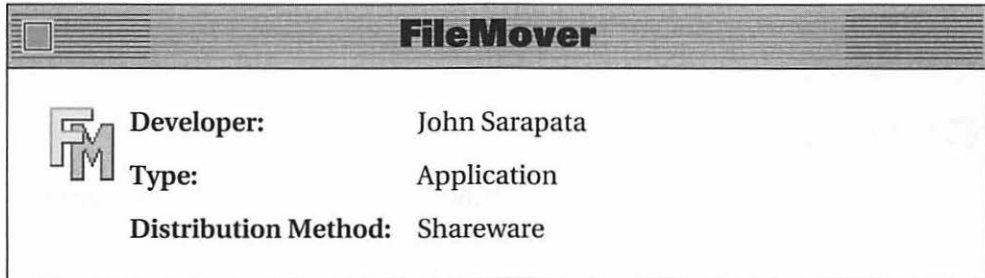 FileMover
FM
Developer: John Sarapata
Type: Application
Distribution Method: Shareware